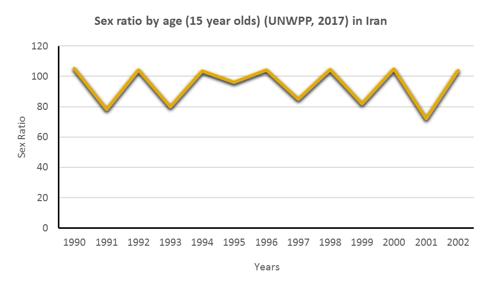 Sex ratio by age (15 year olds) (UNWPP, 2017) in Iran
120
100
80
60
40
20
0
Sex Ratio
1990 1991 1992 1993 1994 1995 1996 1997 1998 1999 2000 2001 2002
Years